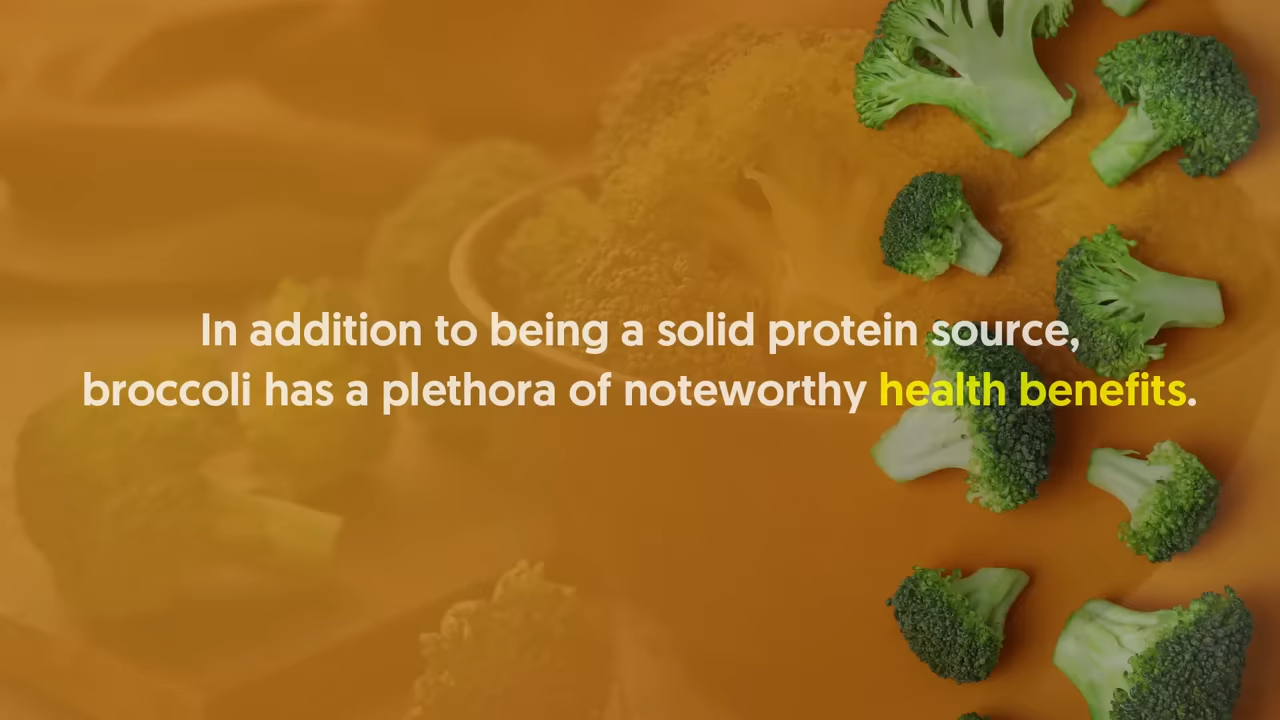 In addition to being a solid protein source,
broccoli has a plethora of noteworthy health benefits.